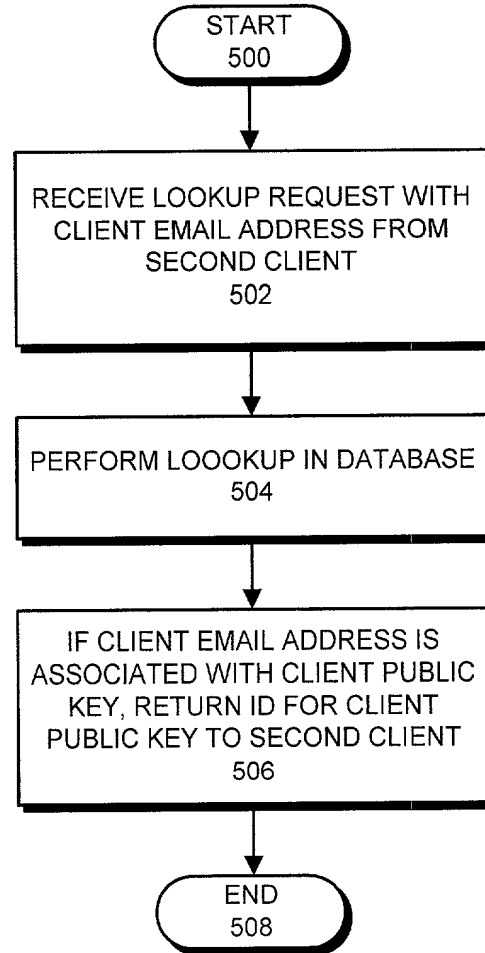 START
500
RECEIVE LOOKUP REQUEST WITH
CLIENT EMAIL ADDRESS FROM
SECOND CLIENT
502
PERFORM LOOOKUP IN DATABASE
504
IF CLIENT EMAIL ADDRESS IS
ASSOCIATED WITH CLIENT PUBLIC
KEY, RETURN ID FOR CLIENT
PUBLIC KEY TO SECOND CLIENT
506
END
508